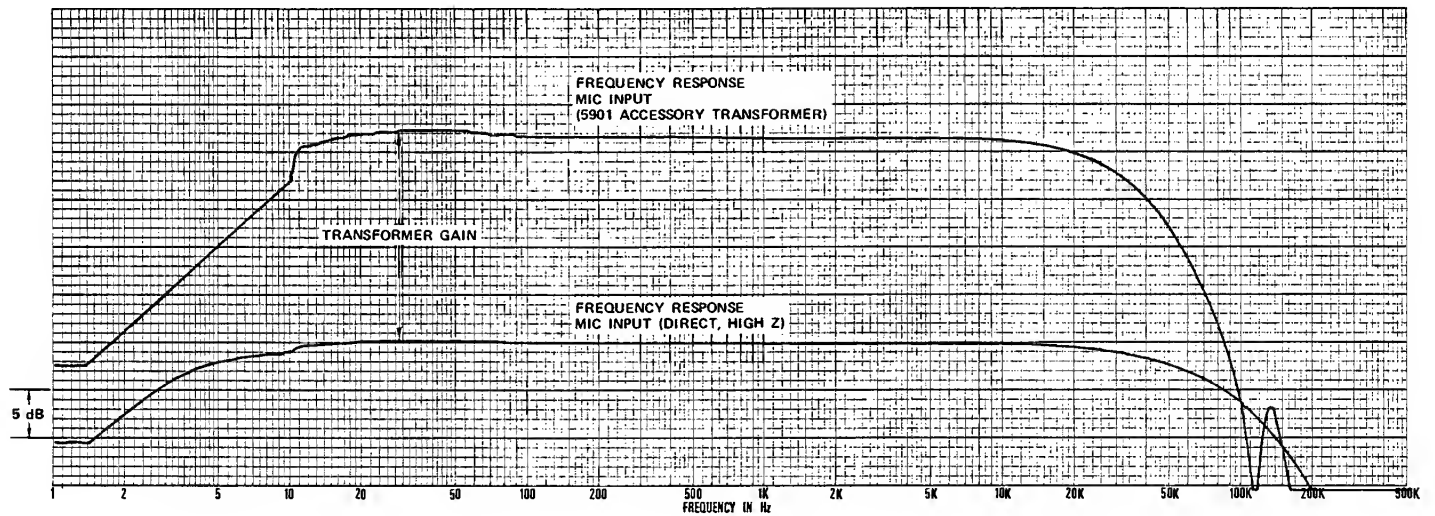 FREQUENCY RESPONSE
MIC INPUT
(5901 ACCESSORY TRANSFORMER)
TRANSFORMER GAIN
FREQUENCY RESPONSE
MIC INPUT (DIRECT, HIGH Z)
5 dB
1 2 5 10 20 50 100 200 500 1K 2K 5K 10K 20K 50K 100K 200K 500K
FREQUENCY IN Hz